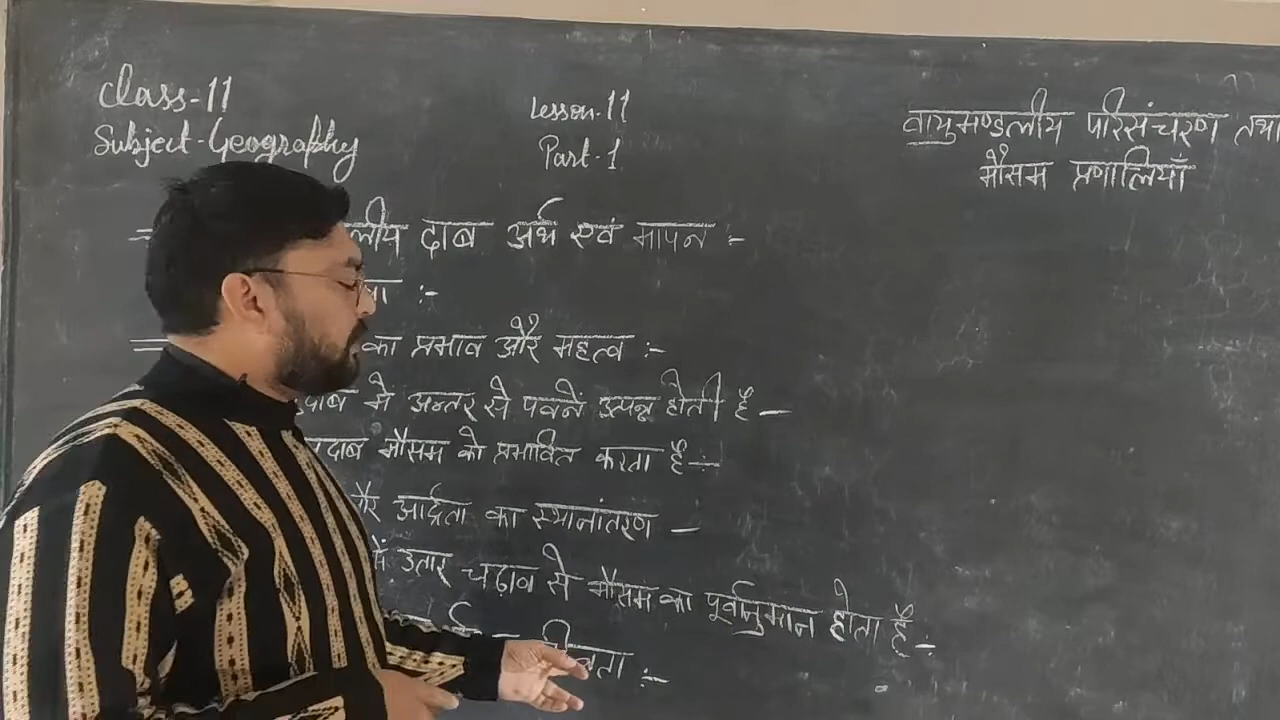 Class-11
Subject-Geography
Lesson-11
Part-1
वायुमण्डलीय परिसंचरण तथा
मौसम प्रणालियाँ
दाब अर्थ एवं मापन :-
का प्रभाव और महत्व :-
में अन्तर से पवनें उत्पन्न होती है -
मौसम को प्रभावित करता है -
आर्द्रता का स्थानांतरण -
उतार चढ़ाव से मौसम का पूर्वानुमान होता है :-